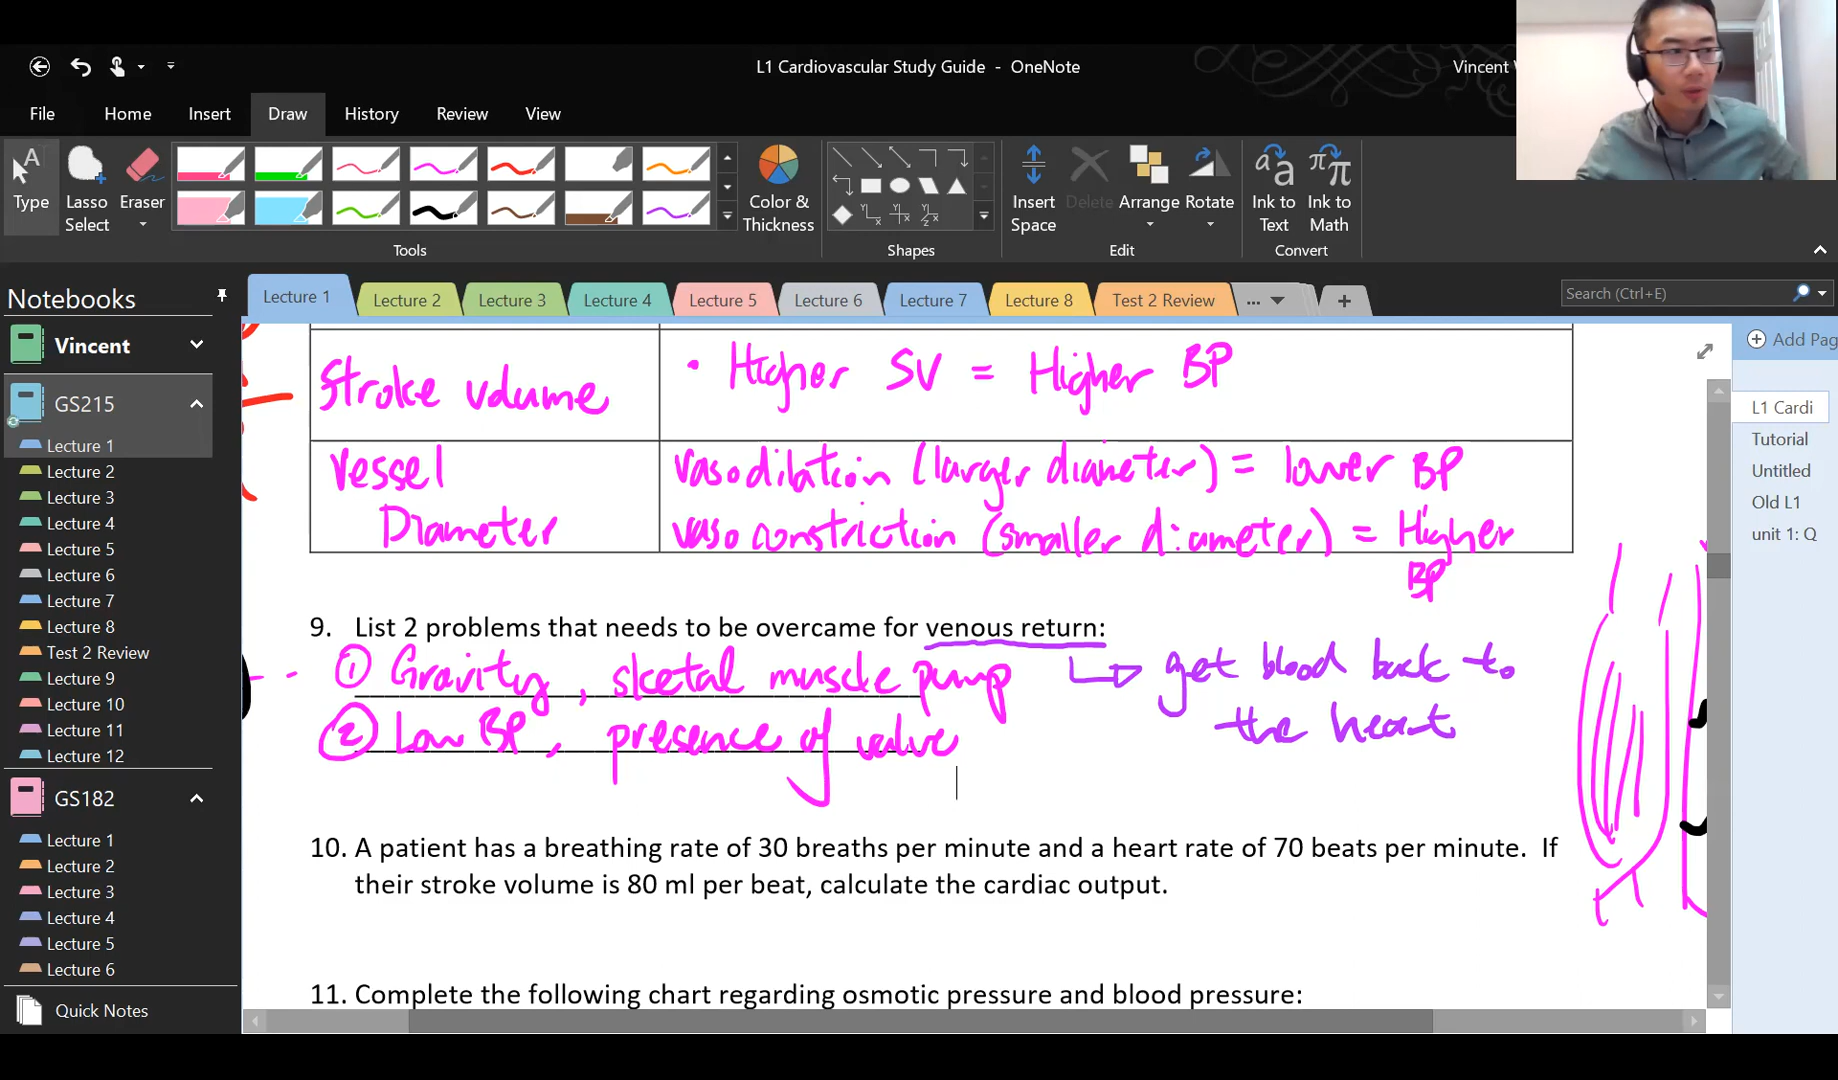 L1 Cardiovascular Study Guide - OneNote
Vincent
File Home Insert Draw History Review View
Type
Lasso Select
Eraser
Color & Thickness
Insert Space
Delete
Arrange
Rotate
Ink to Text
Ink to Math
Tools
Shapes
Edit
Convert
Notebooks
Lecture 1 Lecture 2 Lecture 3 Lecture 4 Lecture 5 Lecture 6 Lecture 7 Lecture 8 Test 2 Review ...
Search (Ctrl+E)
Vincent
GS215
Lecture 1
Lecture 2
Lecture 3
Lecture 4
Lecture 5
Lecture 6
Lecture 7
Lecture 8
Test 2 Review
Lecture 9
Lecture 10
Lecture 11
Lecture 12
GS182
Lecture 1
Lecture 2
Lecture 3
Lecture 4
Lecture 5
Lecture 6
Quick Notes
Stroke volume
• Higher SV = Higher BP
Vessel
Diameter
vasodilation (larger diameter) = lower BP
vasoconstriction (smaller diameter) = Higher
BP
9. List 2 problems that needs to be overcame for venous return:
① Gravity, skletal muscle pump
get blood back to
the heart
② Low BP, presence of valve
10. A patient has a breathing rate of 30 breaths per minute and a heart rate of 70 beats per minute. If
their stroke volume is 80 ml per beat, calculate the cardiac output.
11. Complete the following chart regarding osmotic pressure and blood pressure:
Add Pag
L1 Cardi
Tutorial
Untitled
Old L1
unit 1: Q